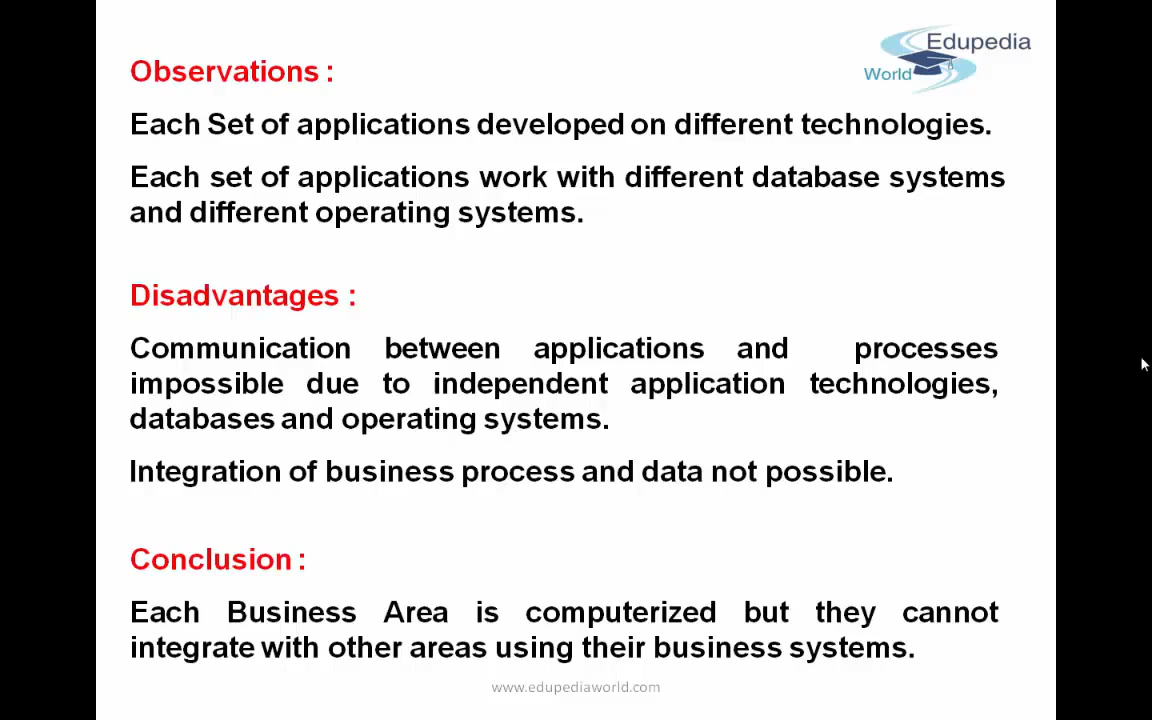 Edupedia
World
Observations :
Each Set of applications developed on different technologies.
Each set of applications work with different database systems
and different operating systems.
Disadvantages :
Communication between applications and processes
impossible due to independent application technologies,
databases and operating systems.
Integration of business process and data not possible.
Conclusion :
Each Business Area is computerized but they cannot
integrate with other areas using their business systems.
www.edupediaworld.com